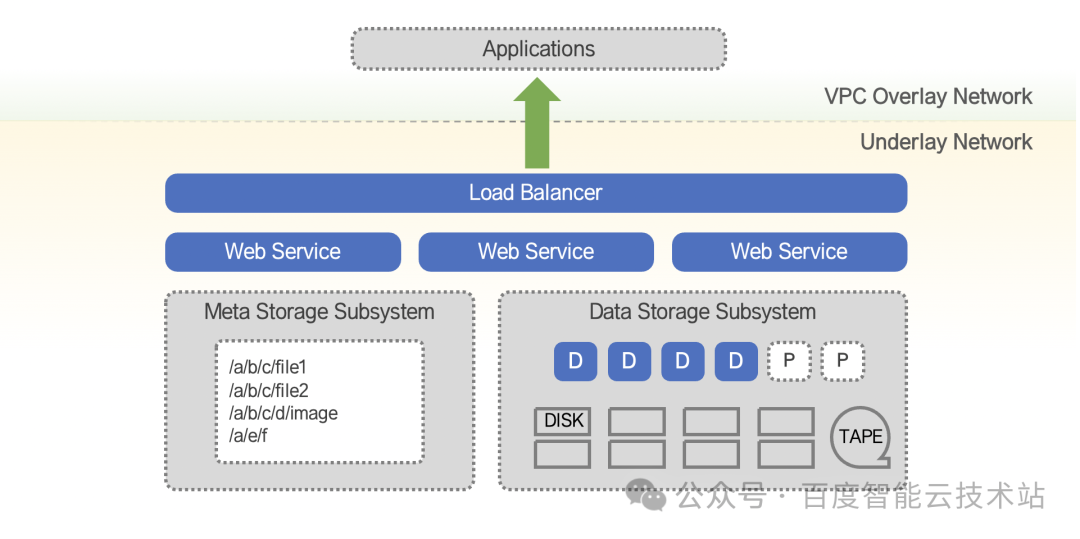 Applications
VPC Overlay Network
Underlay Network
Load Balancer
Web Service
Web Service
Web Service
Meta Storage Subsystem
/a/b/c/file1
/a/b/c/file2
/a/b/c/d/image
/a/e/f
Data Storage Subsystem
D D D D P P
DISK
TAPE
公众号 · 百度智能云技术站